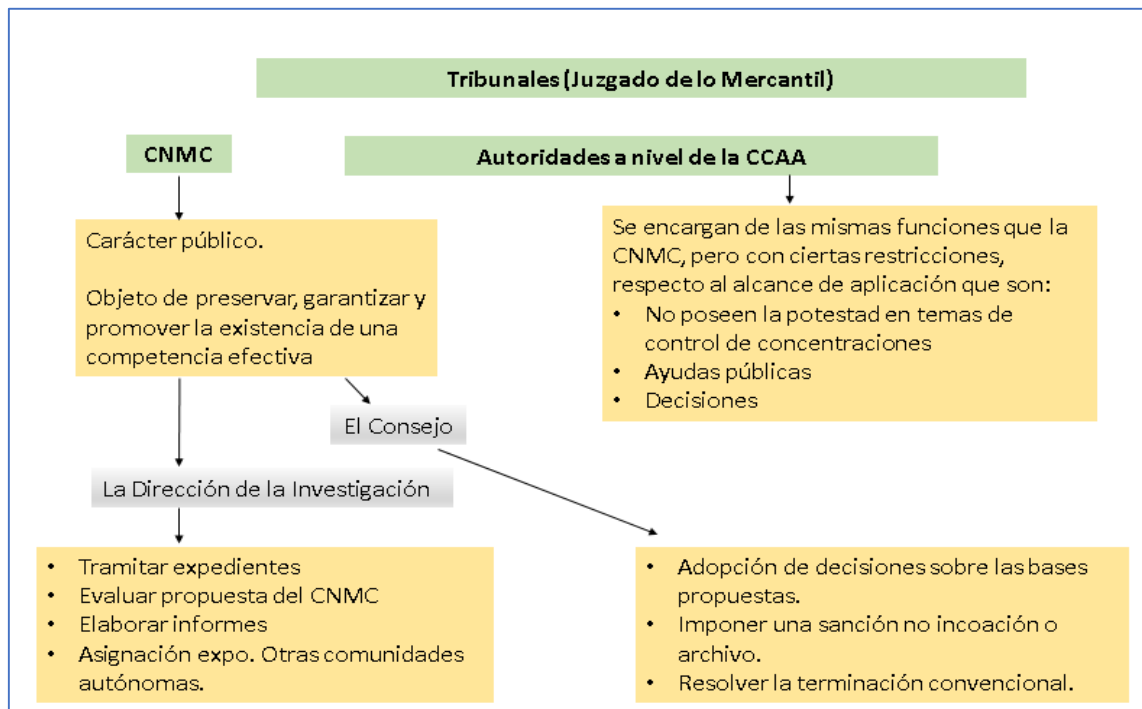 Tribunales (Juzgado de lo Mercantil)
CNMC
Autoridades a nivel de la CCAA
Carácter público.
Objeto de preservar, garantizar y
promover la existencia de una
competencia efectiva
Se encargan de las mismas funciones que la
CNMC, pero con ciertas restricciones,
respecto al alcance de aplicación que son:
• No poseen la potestad en temas de
control de concentraciones
• Ayudas públicas
• Decisiones
El Consejo
La Dirección de la Investigación
• Tramitar expedientes
• Evaluar propuesta del CNMC
• Elaborar informes
• Asignación expo. Otras comunidades
autónomas.
• Adopción de decisiones sobre las bases
propuestas.
• Imponer una sanción no incoación o
archivo.
• Resolver la terminación convencional.